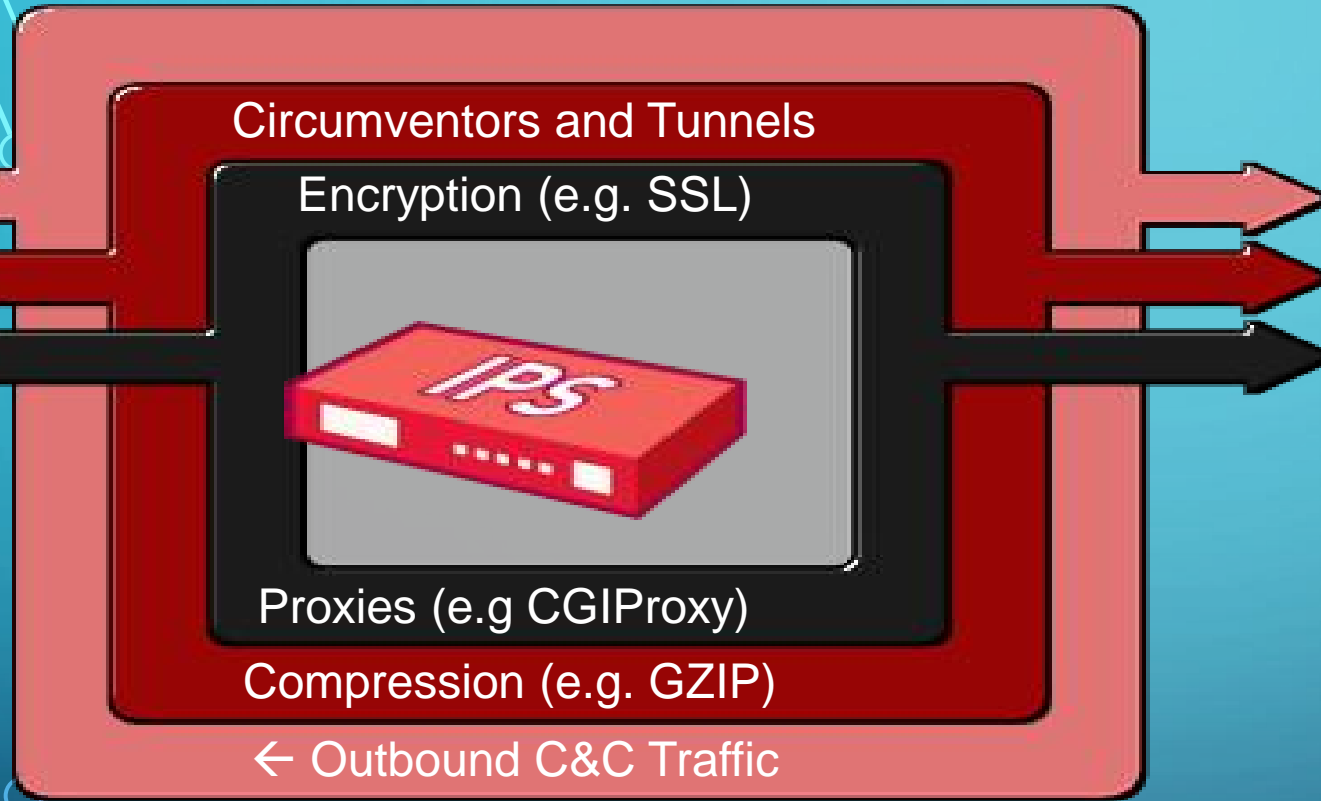 Circumventors and Tunnels
Encryption (e.g. SSL)
IPS
Proxies (e.g CGIProxy)
Compression (e.g. GZIP)
← Outbound C&C Traffic